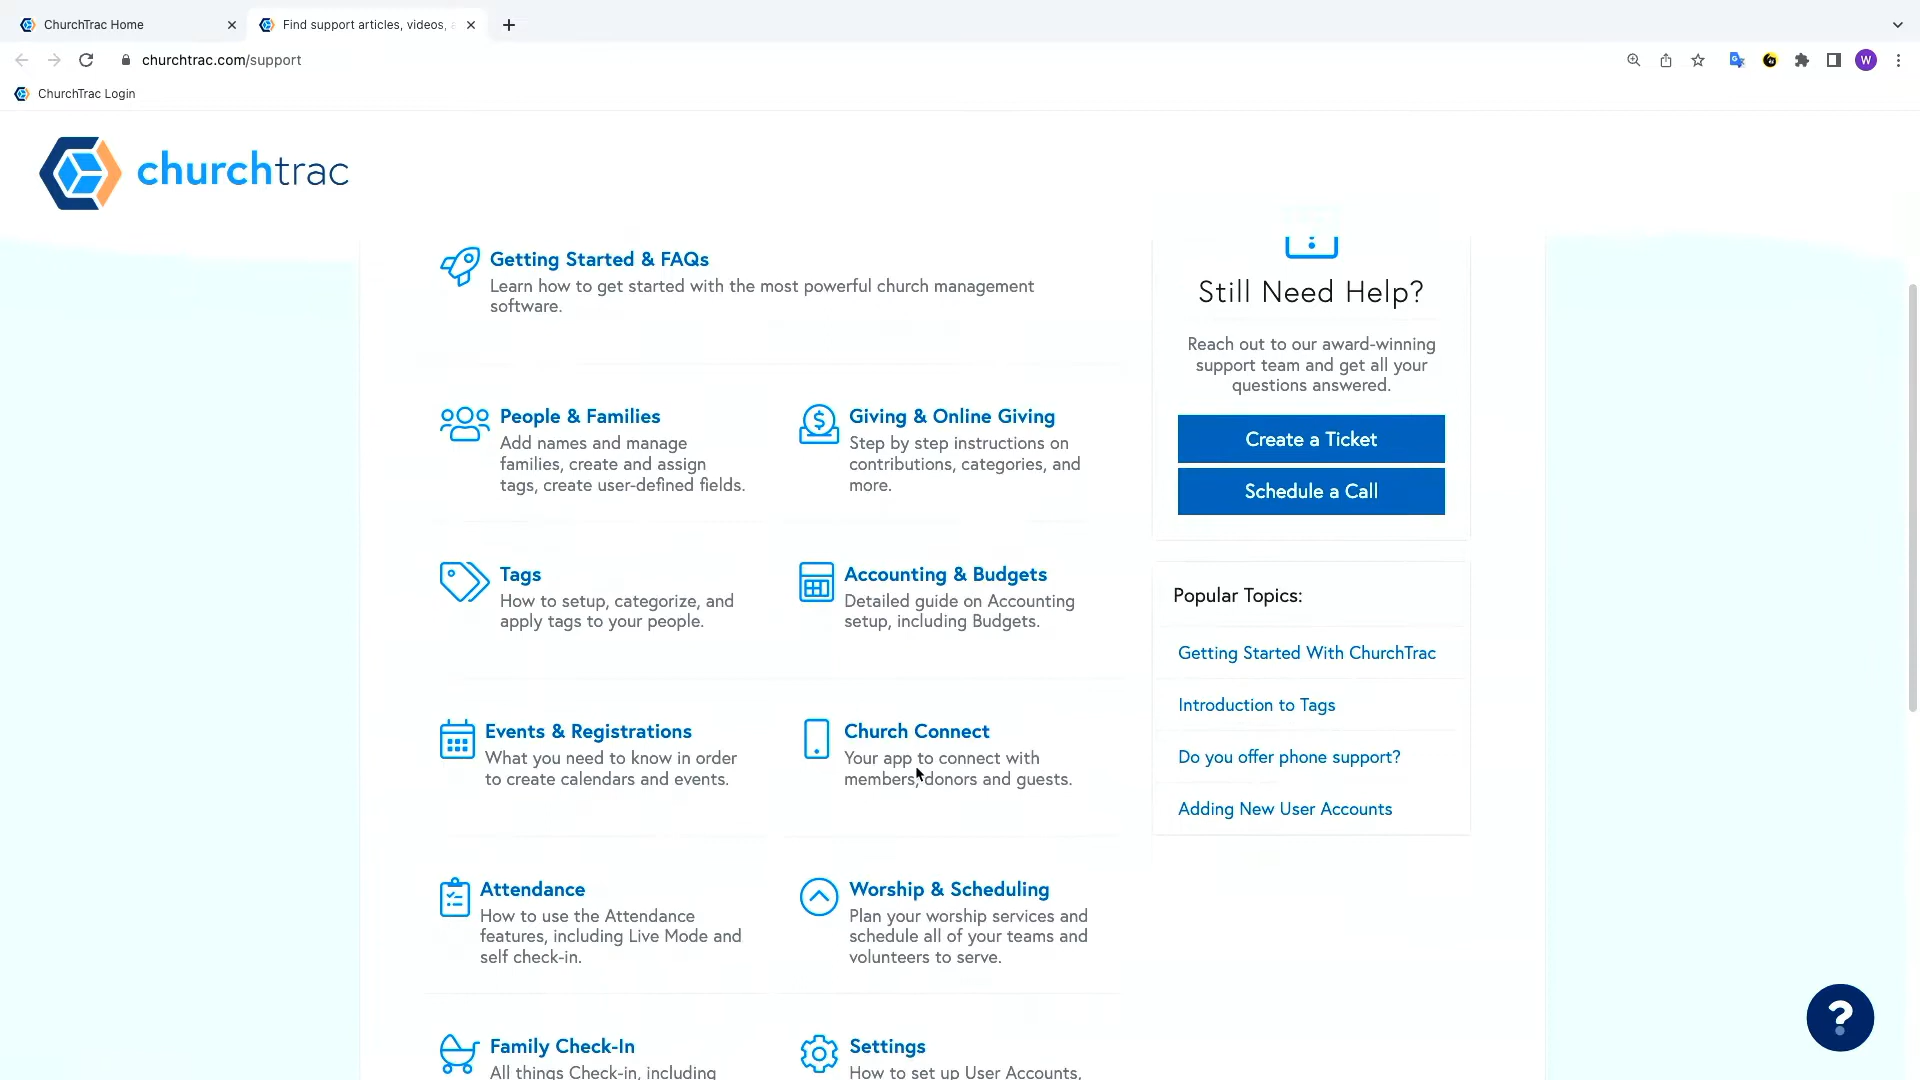 ChurchTrac Home
Find support articles, videos, a
churchtrac.com/support
W
ChurchTrac Login
churchtrac
Getting Started & FAQs
Learn how to get started with the most powerful church management
software.
People & Families
Add names and manage
families, create and assign
tags, create user-defined fields.
Giving & Online Giving
Step by step instructions on
contributions, categories, and
more.
Tags
How to setup, categorize, and
apply tags to your people.
Accounting & Budgets
Detailed guide on Accounting
setup, including Budgets.
Events & Registrations
What you need to know in order
to create calendars and events.
Church Connect
Your app to connect with
members, donors and guests.
Attendance
How to use the Attendance
features, including Live Mode and
self check-in.
Worship & Scheduling
Plan your worship services and
schedule all of your teams and
volunteers to serve.
Family Check-In
All things Check-in, including
Settings
How to set up User Accounts,
Still Need Help?
Reach out to our award-winning
support team and get all your
questions answered.
Create a Ticket
Schedule a Call
Popular Topics:
Getting Started With ChurchTrac
Introduction to Tags
Do you offer phone support?
Adding New User Accounts
?